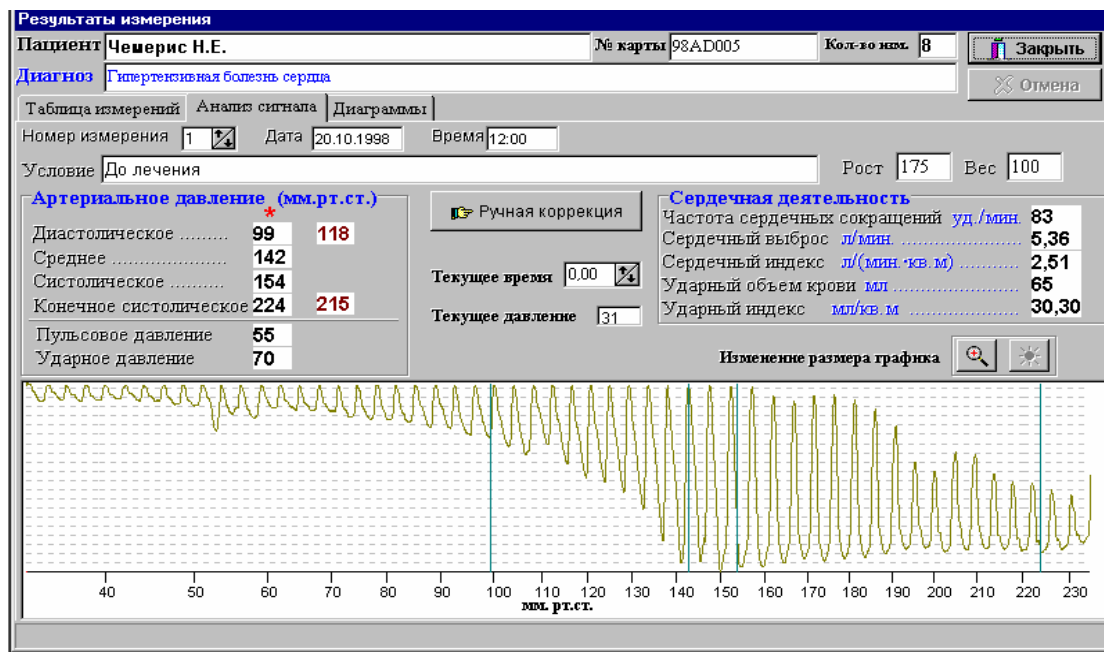 Результаты измерения
Пациент Чемерис Н.Е. № карты 98AD005 Кол-во изм. 8 Закрыть
Диагноз Гипертензивная болезнь сердца Отмена
Таблица измерений Анализ сигнала Диаграммы
Номер измерения 1 Дата 20.10.1998 Время 12:00
Условие До лечения Рост 175 Вес 100
Артериальное давление (мм.рт.ст.)
*
Диастолическое ......... 99 118
Среднее .................... 142
Систолическое .......... 154
Конечное систолическое 224 215
Пульсовое давление 55
Ударное давление 70
Ручная коррекция
Текущее время 0,00
Текущее давление 31
Сердечная деятельность
Частота сердечных сокращений уд./мин. 83
Сердечный выброс л/мин. ..................... 5,36
Сердечный индекс л/(мин.·кв.м) ........... 2,51
Ударный объем крови мл ...................... 65
Ударный индекс мл/кв.м .................... 30,30
Изменение размера графика
40 50 60 70 80 90 100 110 120 130 140 150 160 170 180 190 200 210 220 230
мм. рт.ст.